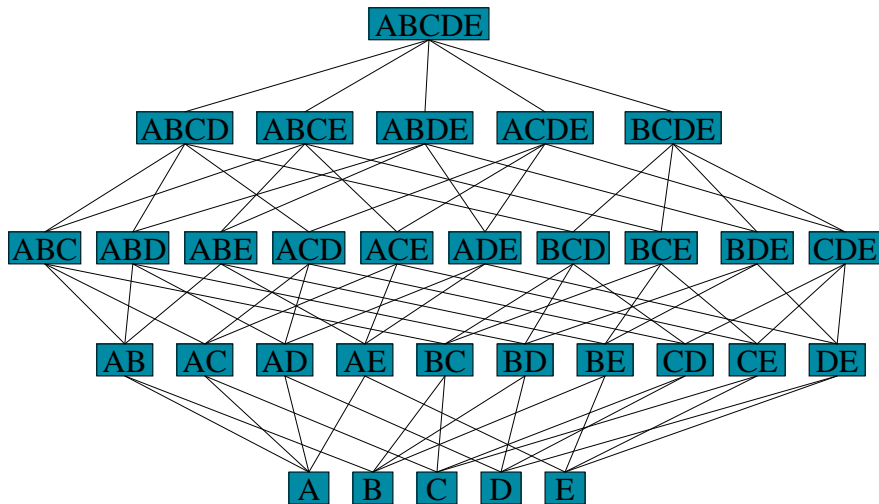 ABCDE
ABCD ABCE ABDE ACDE BCDE
ABC ABD ABE ACD ACE ADE BCD BCE BDE CDE
AB AC AD AE BC BD BE CD CE DE
A B C D E